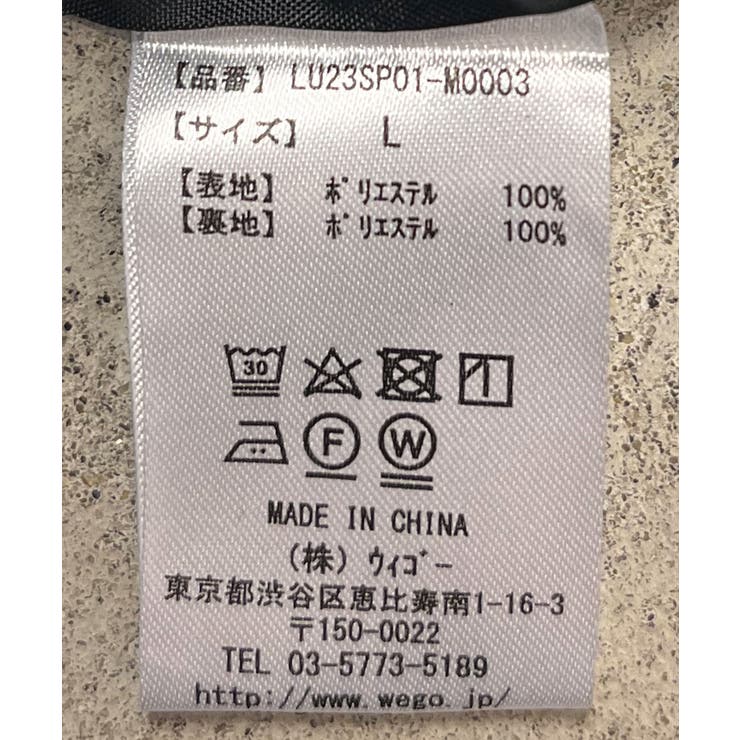 【品番】 LU23SP01-M0003
【サイズ】 L
【表地】 ﾎﾟﾘｴｽﾃﾙ 100%
【裏地】 ﾎﾟﾘｴｽﾃﾙ 100%
30
F W
MADE IN CHINA
(株) ｳｨｺﾞｰ
東京都渋谷区恵比寿南1-16-3
〒150-0022
TEL 03-5773-5189
http://www.wego.jp/